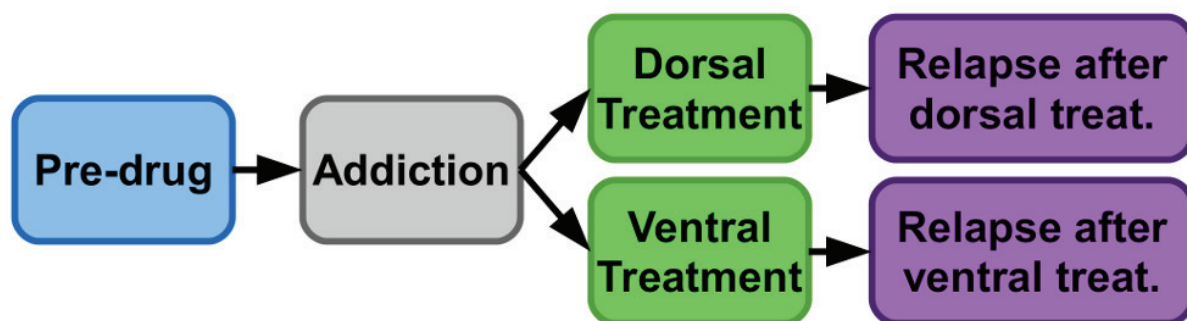 Pre-drug
Addiction
Dorsal
Treatment
Relapse after
dorsal treat.
Ventral
Treatment
Relapse after
ventral treat.